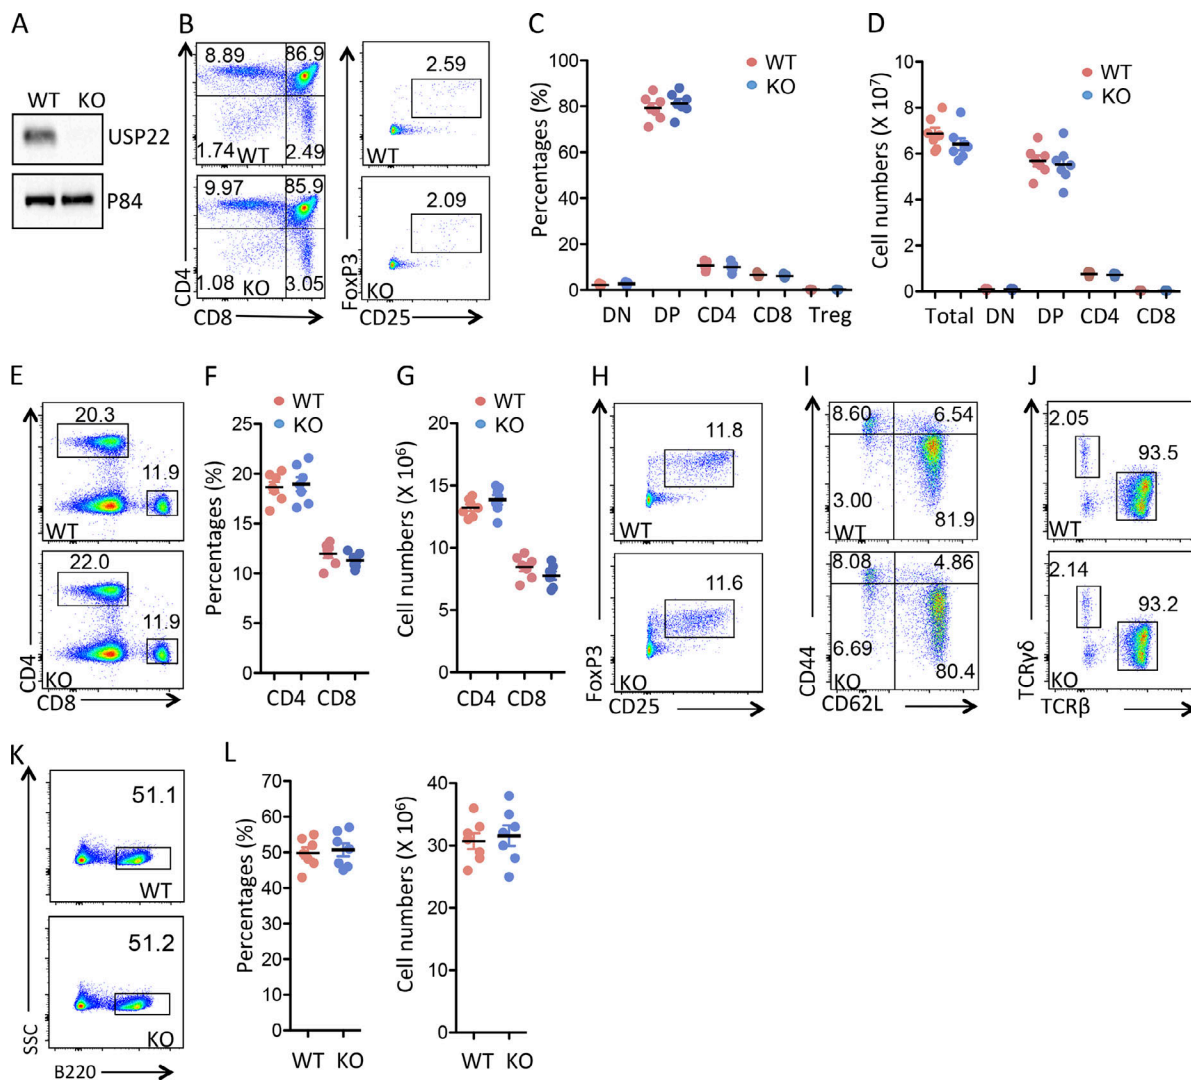 A
WT KO
USP22
P84
B
8.89 86.9
1.74 WT 2.49
9.97 85.9
1.08 KO 3.05
CD4
CD8
2.59
WT
2.09
KO
FoxP3
CD25
C
WT
KO
Percentages (%)
100
80
60
40
20
0
DN DP CD4 CD8 Treg
D
WT
KO
Cell numbers (X 10⁷)
10
8
6
4
2
0
Total DN DP CD4 CD8
E
20.3
11.9
WT
22.0
11.9
KO
CD4
CD8
F
WT
KO
Percentages (%)
25
20
15
10
5
0
CD4 CD8
G
WT
KO
Cell numbers (X 10⁶)
20
15
10
5
0
CD4 CD8
H
11.8
WT
11.6
KO
FoxP3
CD25
I
8.60 6.54
3.00
WT 81.9
8.08 4.86
6.69
KO 80.4
CD44
CD62L
J
2.05
93.5
WT
2.14
93.2
KO
TCRγδ
TCRβ
K
51.1
WT
51.2
KO
SSC
B220
L
Percentages (%)
70
60
50
40
30
20
10
0
WT KO
Cell numbers (X 10⁶)
40
30
20
10
0
WT KO